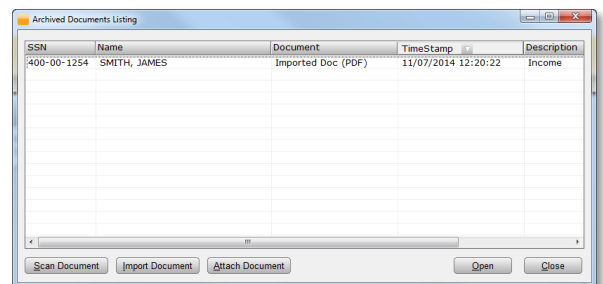 Archived Documents Listing
SSN Name Document TimeStamp Description
400-00-1254 SMITH, JAMES Imported Doc (PDF) 11/07/2014 12:20:22 Income
Scan Document Import Document Attach Document Open Close